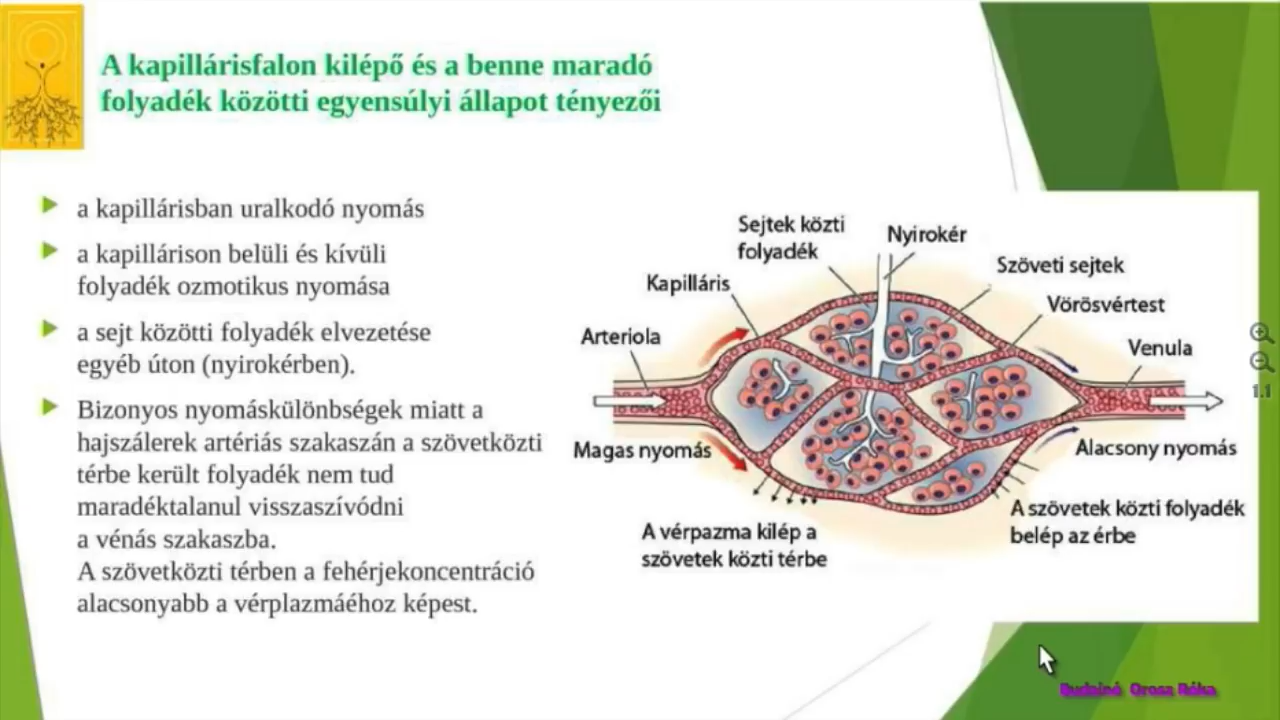 A kapillárisfalon kilépő és a benne maradó
folyadék közötti egyensúlyi állapot tényezői
a kapillárisban uralkodó nyomás
a kapillárison belüli és kívüli
folyadék ozmotikus nyomása
a sejt közötti folyadék elvezetése
egyéb úton (nyirokérben).
Bizonyos nyomáskülönbségek miatt a
hajszálerek artériás szakaszán a szövetközti
térbe került folyadék nem tud
maradéktalanul visszaszívódni
a vénás szakaszba.
A szövetközti térben a fehérjekoncentráció
alacsonyabb a vérplazmáéhoz képest.
Sejtek közti
folyadék
Nyirokér
Szöveti sejtek
Kapilláris
Vörösvértest
Arteriola
Venula
Magas nyomás
Alacsony nyomás
A vérpazma kilép a
szövetek közti térbe
A szövetek közti folyadék
belép az érbe
1.1
Orosz Róka